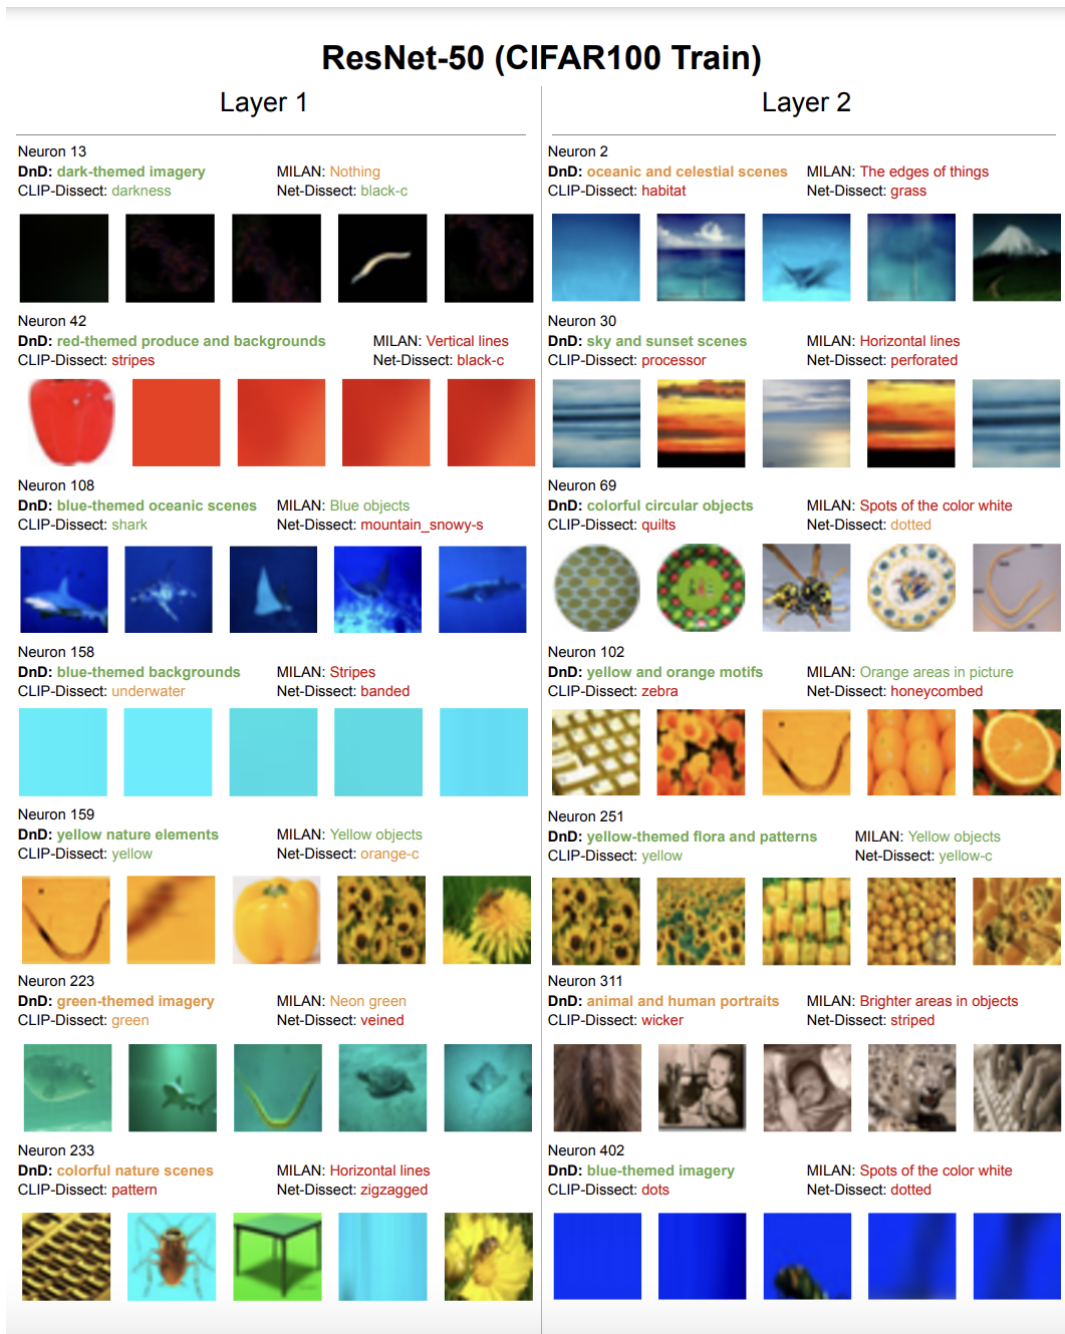 ResNet-50 (CIFAR100 Train)
Layer 1
Neuron 13
DnD: dark-themed imagery MILAN: Nothing
CLIP-Dissect: darkness Net-Dissect: black-c
Neuron 42
DnD: red-themed produce and backgrounds MILAN: Vertical lines
CLIP-Dissect: stripes Net-Dissect: black-c
Neuron 108
DnD: blue-themed oceanic scenes MILAN: Blue objects
CLIP-Dissect: shark Net-Dissect: mountain_snowy-s
Neuron 158
DnD: blue-themed backgrounds MILAN: Stripes
CLIP-Dissect: underwater Net-Dissect: banded
Neuron 159
DnD: yellow nature elements MILAN: Yellow objects
CLIP-Dissect: yellow Net-Dissect: orange-c
Neuron 223
DnD: green-themed imagery MILAN: Neon green
CLIP-Dissect: green Net-Dissect: veined
Neuron 233
DnD: colorful nature scenes MILAN: Horizontal lines
CLIP-Dissect: pattern Net-Dissect: zigzagged
Layer 2
Neuron 2
DnD: oceanic and celestial scenes MILAN: The edges of things
CLIP-Dissect: habitat Net-Dissect: grass
Neuron 30
DnD: sky and sunset scenes MILAN: Horizontal lines
CLIP-Dissect: processor Net-Dissect: perforated
Neuron 69
DnD: colorful circular objects MILAN: Spots of the color white
CLIP-Dissect: quilts Net-Dissect: dotted
Neuron 102
DnD: yellow and orange motifs MILAN: Orange areas in picture
CLIP-Dissect: zebra Net-Dissect: honeycombed
Neuron 251
DnD: yellow-themed flora and patterns MILAN: Yellow objects
CLIP-Dissect: yellow Net-Dissect: yellow-c
Neuron 311
DnD: animal and human portraits MILAN: Brighter areas in objects
CLIP-Dissect: wicker Net-Dissect: striped
Neuron 402
DnD: blue-themed imagery MILAN: Spots of the color white
CLIP-Dissect: dots Net-Dissect: dotted